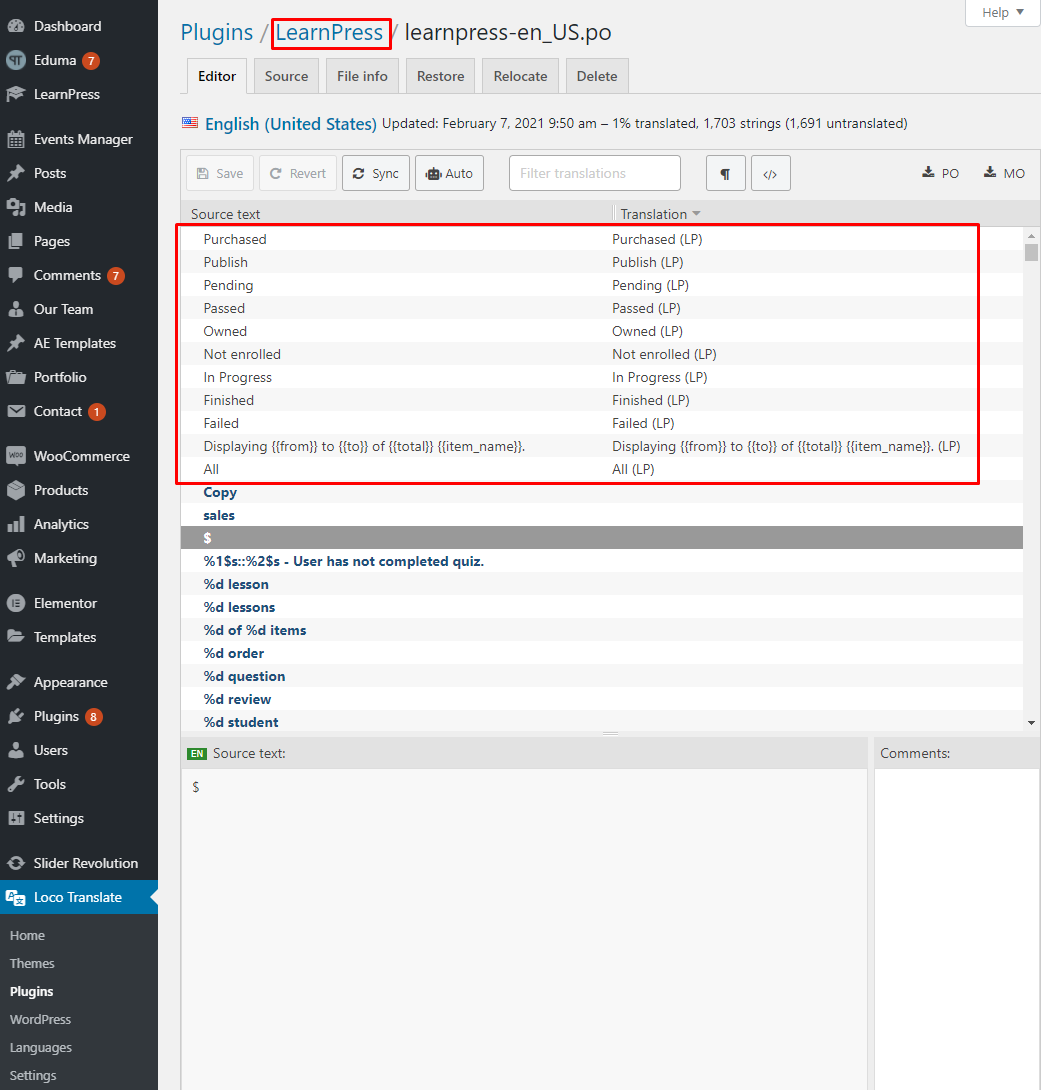 Dashboard
Eduma 7
LearnPress
Events Manager
Posts
Media
Pages
Comments 7
Our Team
AE Templates
Portfolio
Contact 1
WooCommerce
Products
Analytics
Marketing
Elementor
Templates
Appearance
Plugins 8
Users
Tools
Settings
Slider Revolution
Loco Translate
Home
Themes
Plugins
WordPress
Languages
Settings
Help ▼
Plugins / LearnPress / learnpress-en_US.po
Editor Source File info Restore Relocate Delete
English (United States) Updated: February 7, 2021 9:50 am – 1% translated, 1,703 strings (1,691 untranslated)
Save Revert Sync Auto Filter translations ¶ </> PO MO
Source text Translation
Purchased Purchased (LP)
Publish Publish (LP)
Pending Pending (LP)
Passed Passed (LP)
Owned Owned (LP)
Not enrolled Not enrolled (LP)
In Progress In Progress (LP)
Finished Finished (LP)
Failed Failed (LP)
Displaying {{from}} to {{to}} of {{total}} {{item_name}}. Displaying {{from}} to {{to}} of {{total}} {{item_name}}. (LP)
All All (LP)
Copy
sales
$
%1$s::%2$s - User has not completed quiz.
%d lesson
%d lessons
%d of %d items
%d order
%d question
%d review
%d student
EN Source text:
$
Comments: